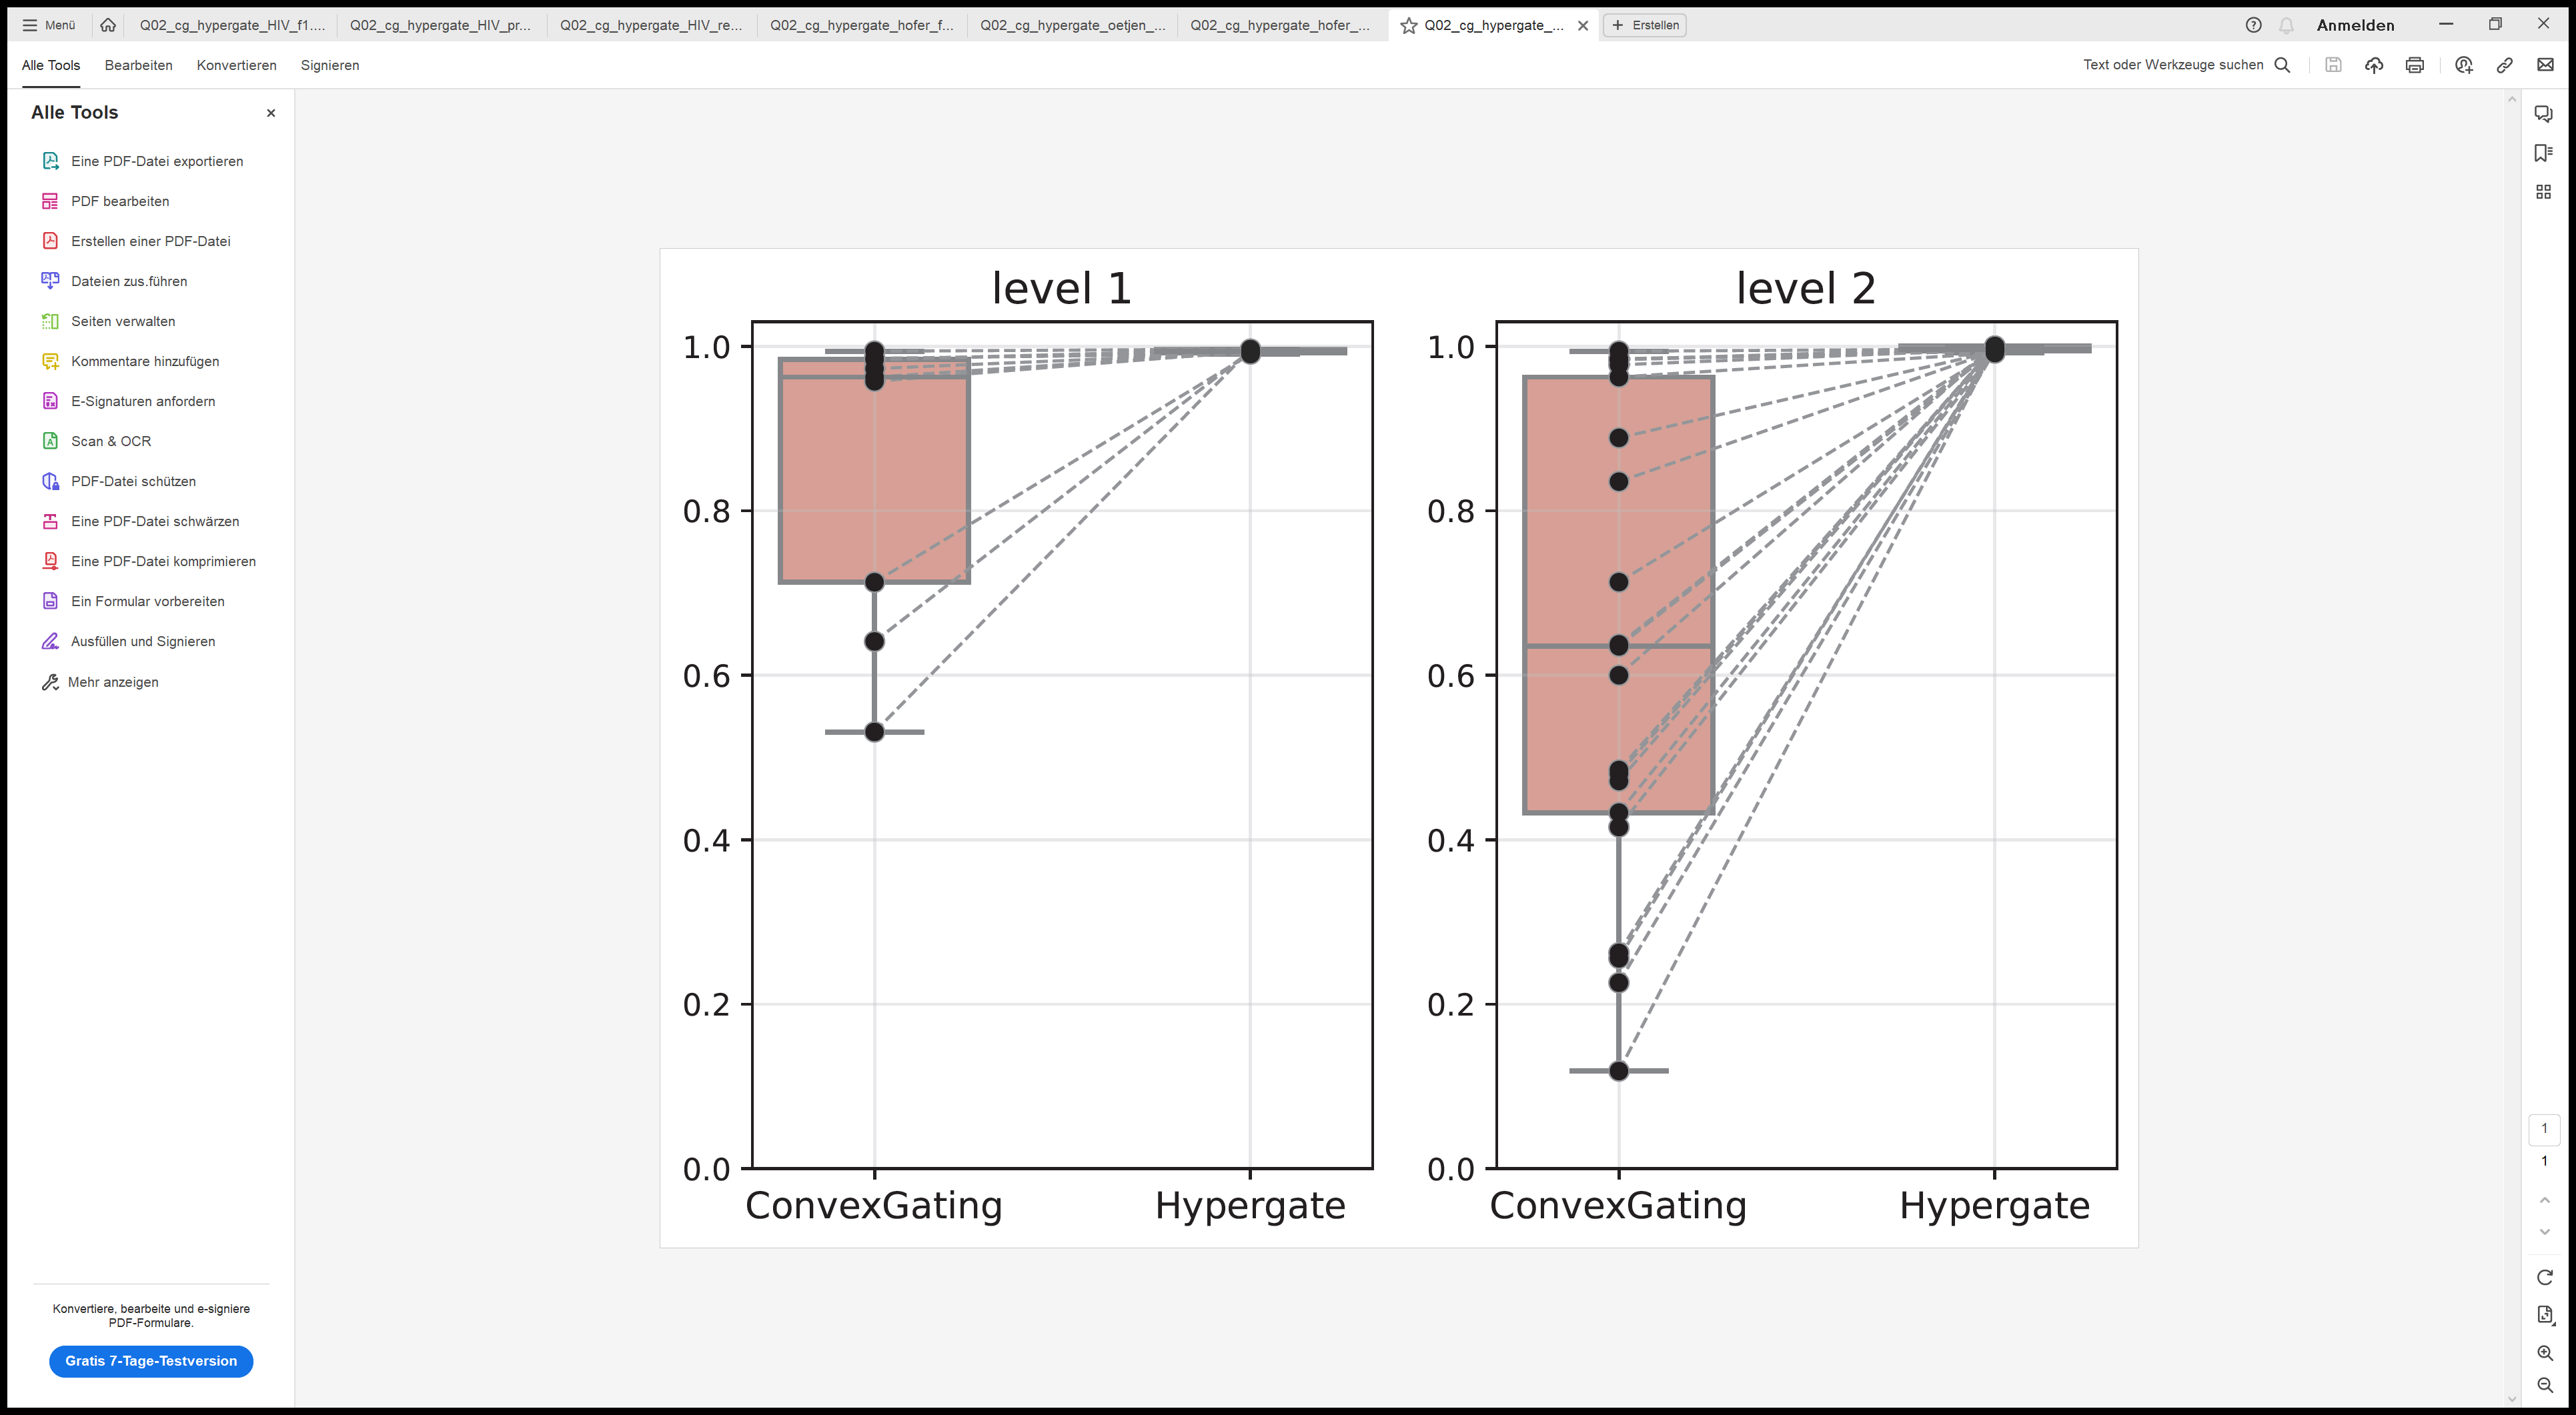 Menü
Q02_cg_hypergate_HIV_f1....
Q02_cg_hypergate_HIV_pr...
Q02_cg_hypergate_HIV_re...
Q02_cg_hypergate_hofer_f...
Q02_cg_hypergate_oetjen_...
Q02_cg_hypergate_hofer_...
Q02_cg_hypergate_...
Erstellen
Anmelden
Alle Tools
Bearbeiten
Konvertieren
Signieren
Text oder Werkzeuge suchen
Alle Tools
Eine PDF-Datei exportieren
PDF bearbeiten
Erstellen einer PDF-Datei
Dateien zus.führen
Seiten verwalten
Kommentare hinzufügen
E-Signaturen anfordern
Scan & OCR
PDF-Datei schützen
Eine PDF-Datei schwärzen
Eine PDF-Datei komprimieren
Ein Formular vorbereiten
Ausfüllen und Signieren
Mehr anzeigen
Konvertiere, bearbeite und e-signiere
PDF-Formulare.
Gratis 7-Tage-Testversion
level 1
1.0
0.8
0.6
0.4
0.2
0.0
ConvexGating
Hypergate
level 2
1.0
0.8
0.6
0.4
0.2
0.0
ConvexGating
Hypergate
1
1